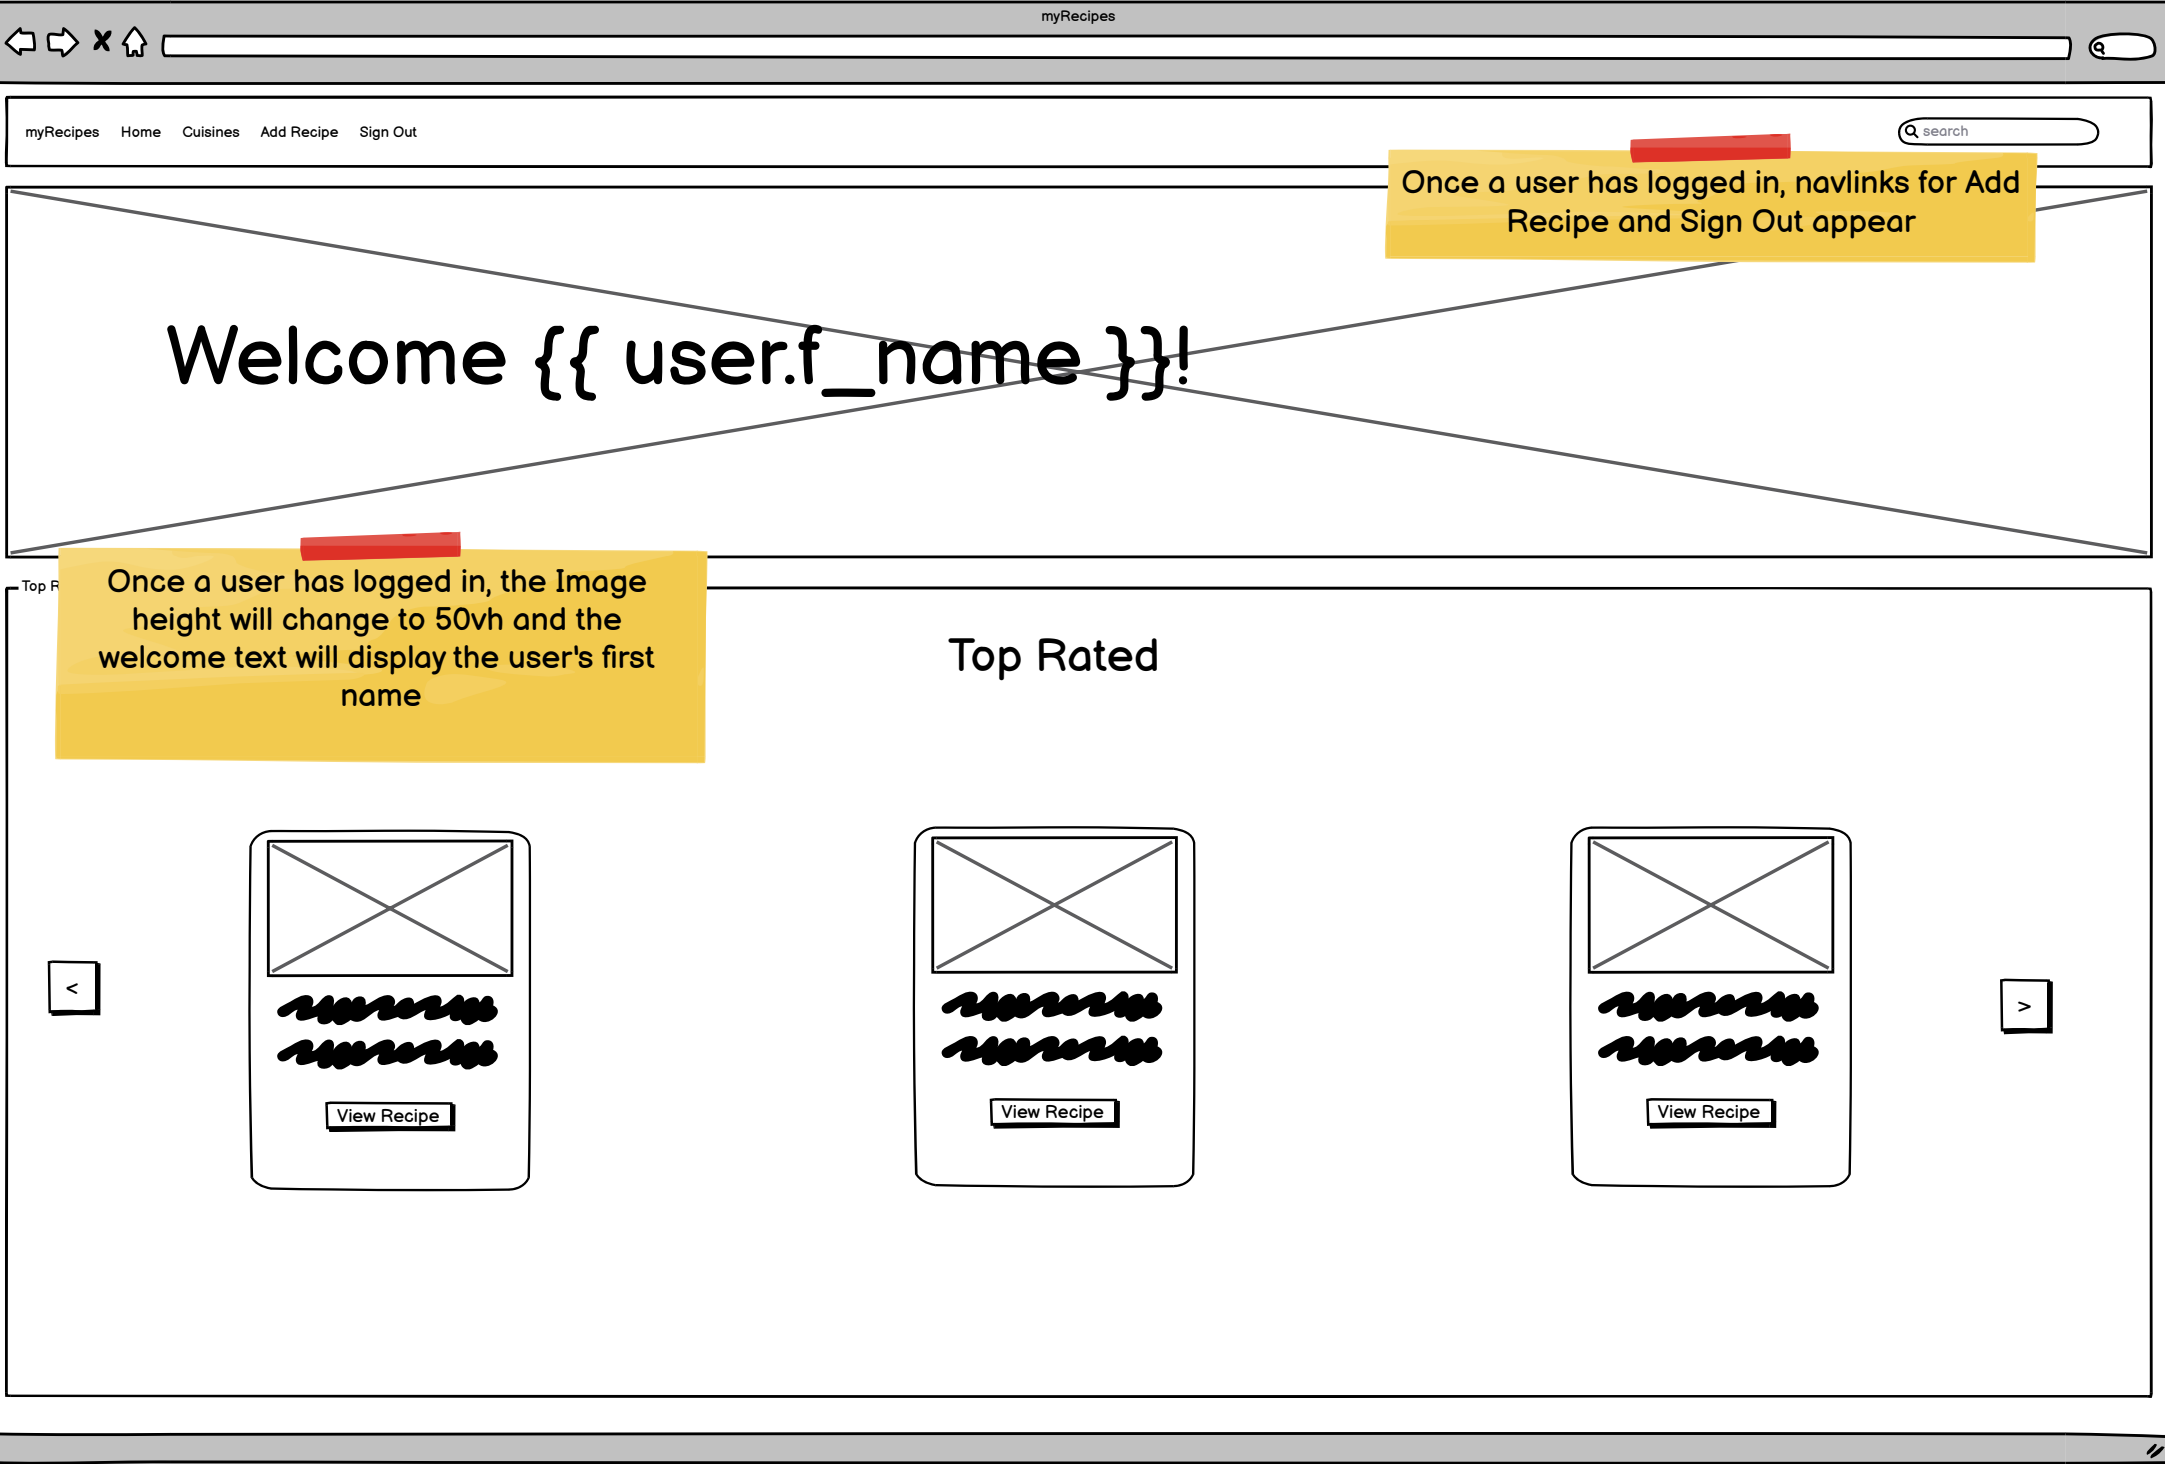 myRecipes
myRecipes Home Cuisines Add Recipe Sign Out
search
Once a user has logged in, navlinks for Add
Recipe and Sign Out appear
Welcome {{ user.f_name }}!
Top
Once a user has logged in, the Image
height will change to 50vh and the
welcome text will display the user's first
name
Top Rated
<
>
View Recipe
View Recipe
View Recipe